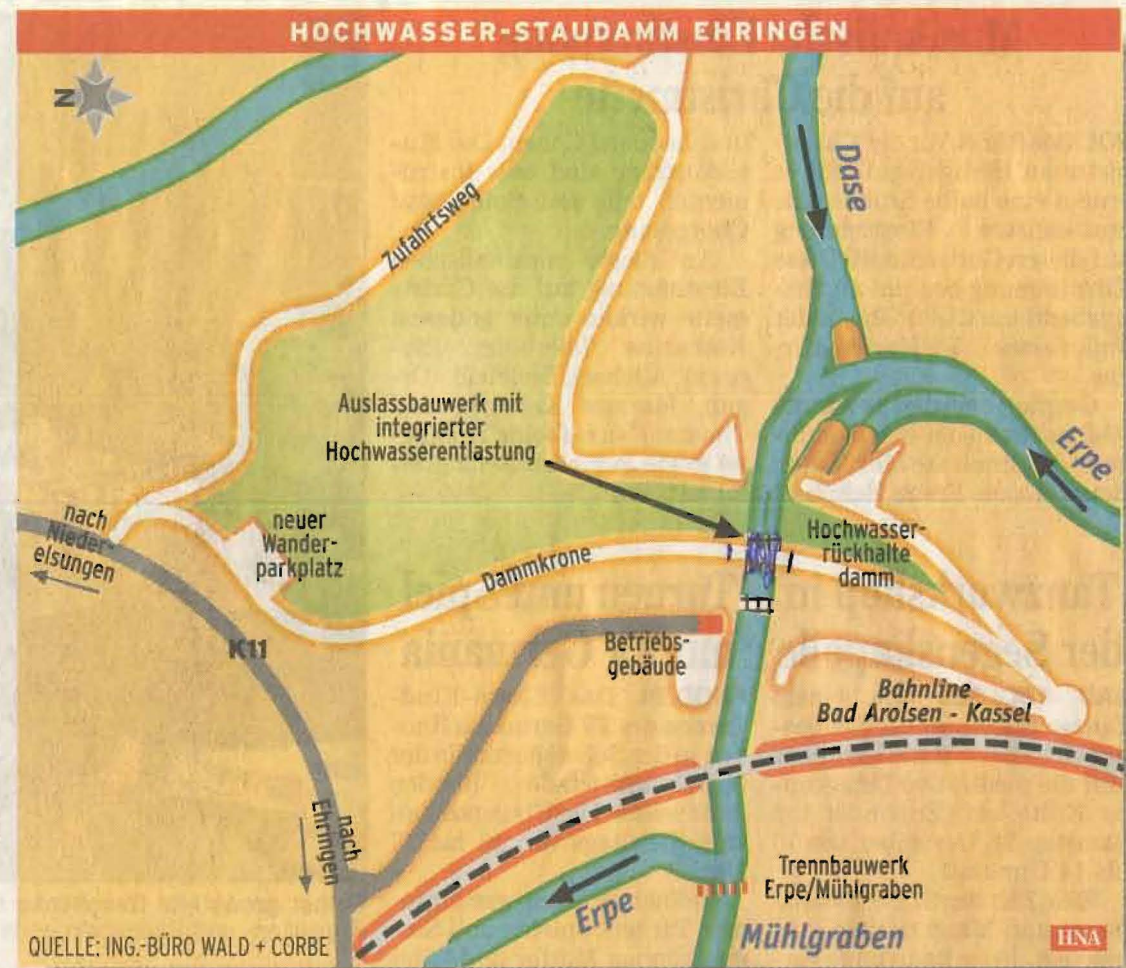 HOCHWASSER-STAUDAMM EHRINGEN
N
Dase
Zufahrtsweg
Auslassbauwerk mit
integrierter
Hochwasserentlastung
Erpe
nach
Nieder-
elsungen
neuer
Wander-
parkplatz
Dammkrone
Hochwasser-
rückhalte
damm
K11
Betriebs-
gebäude
Bahnline
Bad Arolsen - Kassel
nach
Ehringen
Erpe
Trennbauwerk
Erpe/Mühlgraben
Mühlgraben
QUELLE: ING.-BÜRO WALD + CORBE
HNA